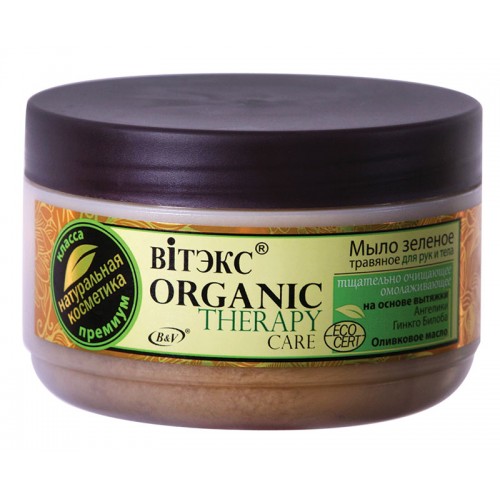 класса
натуральная
косметика
премиум
ВIТЭКС®
ORGANIC
THERAPY
CARE
B&V
Мыло зеленое
травяное для рук и тела
тщательно очищающее
омолаживающее
на основе вытяжки
Ангелики
Гинкго Билоба
Оливковое масло
ECO
CERT